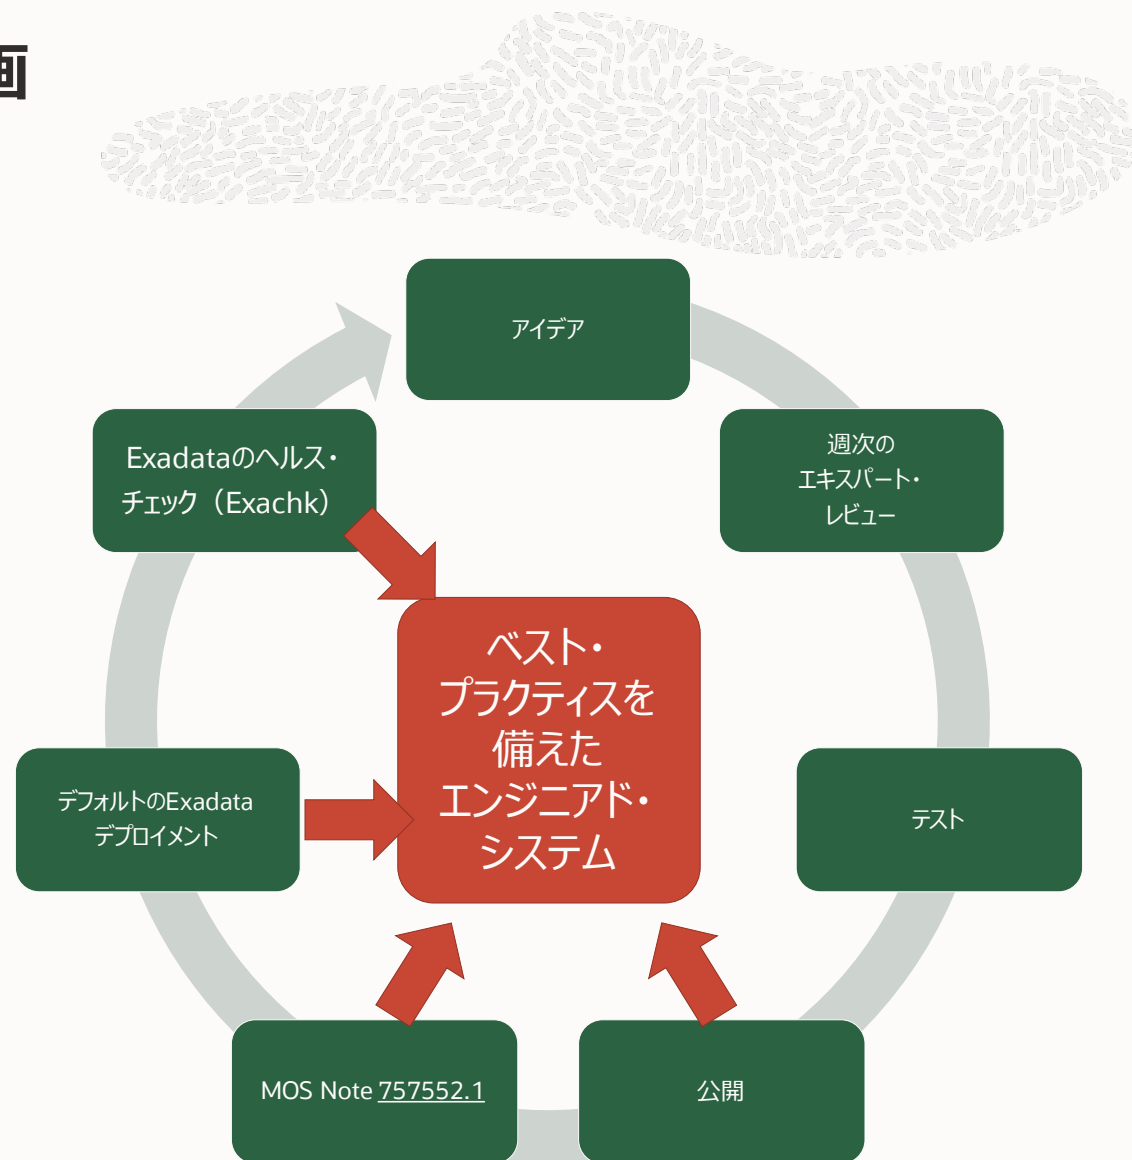 画
アイデア
週次の
エキスパート・
レビュー
テスト
公開
MOS Note 757552.1
デフォルトのExadata
デプロイメント
Exadataのヘルス・
チェック（Exachk）
ベスト・
プラクティスを
備えた
エンジニアド・
システム